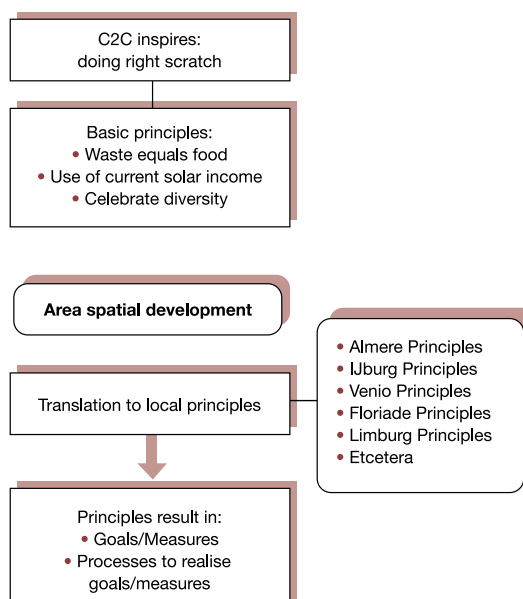 C2C inspires:
doing right scratch
Basic principles:
• Waste equals food
• Use of current solar income
• Celebrate diversity
Area spatial development
Translation to local principles
• Almere Principles
• IJburg Principles
• Venio Principles
• Floriade Principles
• Limburg Principles
• Etcetera
Principles result in:
• Goals/Measures
• Processes to realise
goals/measures